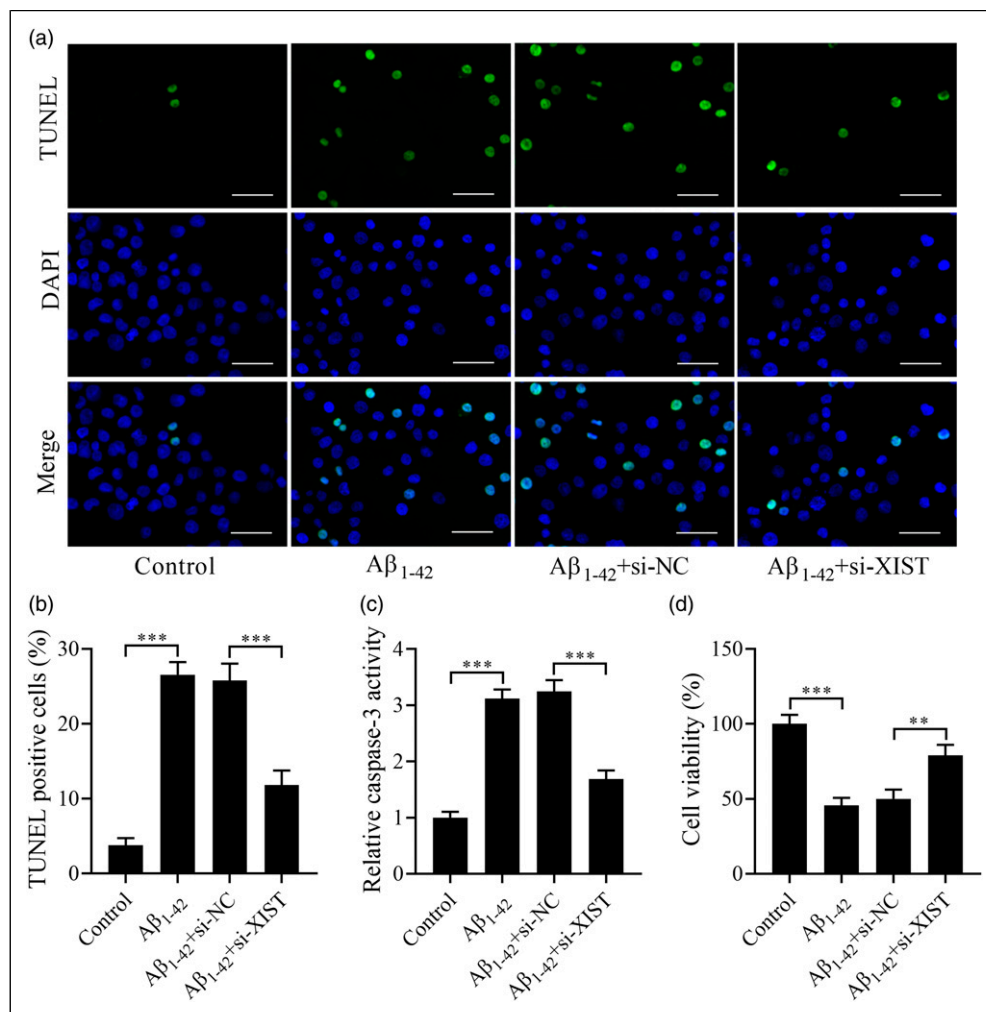 (a)
TUNEL
DAPI
Merge
Control
Aβ₁₋₄₂
Aβ₁₋₄₂+si-NC
Aβ₁₋₄₂+si-XIST
(b)
TUNEL positive cells (%)
30
20
10
0
***
***
Control
Aβ₁₋₄₂
Aβ₁₋₄₂+si-NC
Aβ₁₋₄₂+si-XIST
(c)
Relative caspase-3 activity
4
3
2
1
0
***
***
Control
Aβ₁₋₄₂
Aβ₁₋₄₂+si-NC
Aβ₁₋₄₂+si-XIST
(d)
Cell viability (%)
150
100
50
0
***
**
Control
Aβ₁₋₄₂
Aβ₁₋₄₂+si-NC
Aβ₁₋₄₂+si-XIST